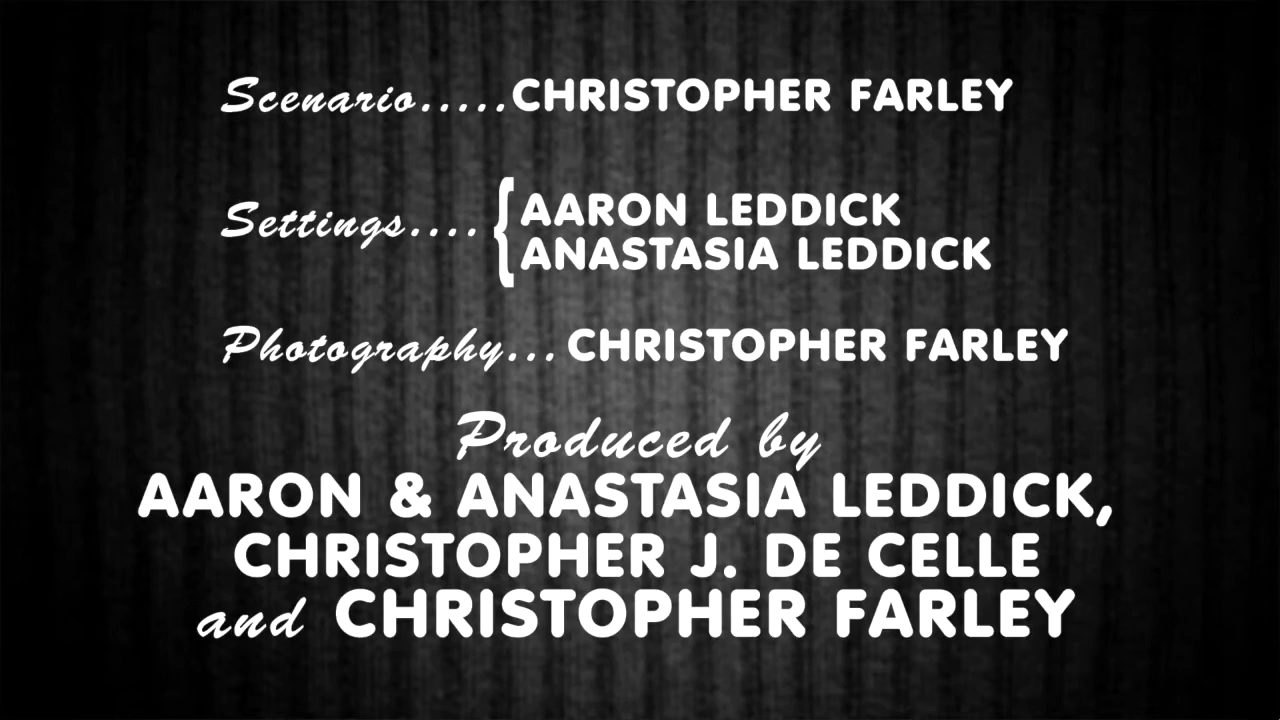 Scenario.....CHRISTOPHER FARLEY
Settings....{AARON LEDDICK
ANASTASIA LEDDICK
Photography...CHRISTOPHER FARLEY
Produced by
AARON & ANASTASIA LEDDICK,
CHRISTOPHER J. DE CELLE
and CHRISTOPHER FARLEY